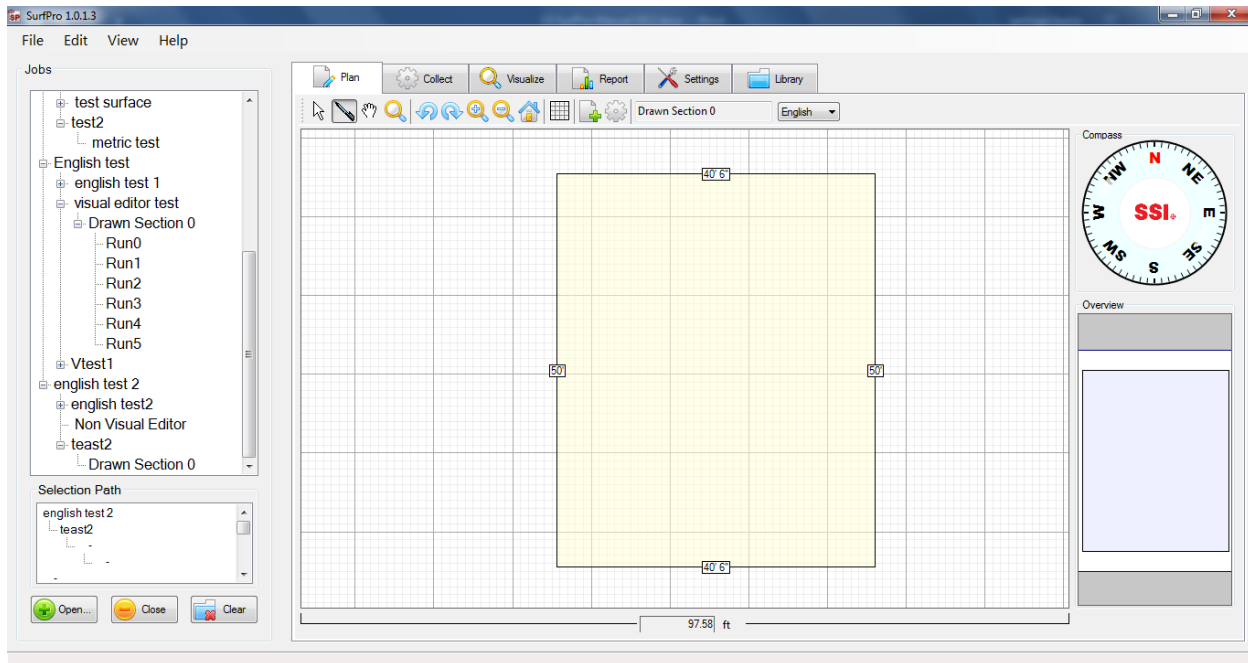 SP SurfPro 1.0.1.3
File Edit View Help
Jobs
test surface
test2
metric test
English test
english test 1
visual editor test
Drawn Section 0
Run0
Run1
Run2
Run3
Run4
Run5
Vtest1
english test 2
english test2
Non Visual Editor
teast2
Drawn Section 0
Selection Path
english test 2
teast2
-
-
-
Open... Close Clear
Plan Collect Visualize Report Settings Library
Drawn Section 0 English
40' 6"
50' 50'
40' 6"
97.58 ft
Compass
N
NW NE
W SSI. E
SW SE
S
Overview